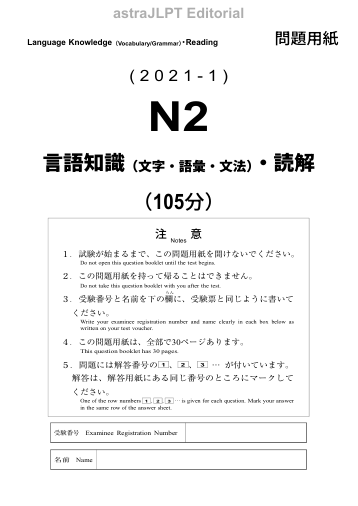 astraJLPT Editorial
Language Knowledge (Vocabulary/Grammar)・Reading
問題用紙
(2021-1)
N2
言語知識（文字・語彙・文法）・読解
（105分）
注　意
Notes
1. 試験が始まるまで、この問題用紙を開けないでください。
Do not open this question booklet until the test begins.
2. この問題用紙を持って帰ることはできません。
Do not take this question booklet with you after the test.
らん
3. 受験番号と名前を下の欄に、受験票と同じように書いて
ください。
Write your examinee registration number and name clearly in each box below as
written on your test voucher.
4. この問題用紙は、全部で30ページあります。
This question booklet has 30 pages.
5. 問題には解答番号の1、2、3 … が付いています。
解答は、解答用紙にある同じ番号のところにマークして
ください。
One of the row numbers 1, 2, 3 … is given for each question. Mark your answer
in the same row of the answer sheet.
受験番号 Examinee Registration Number
名前 Name